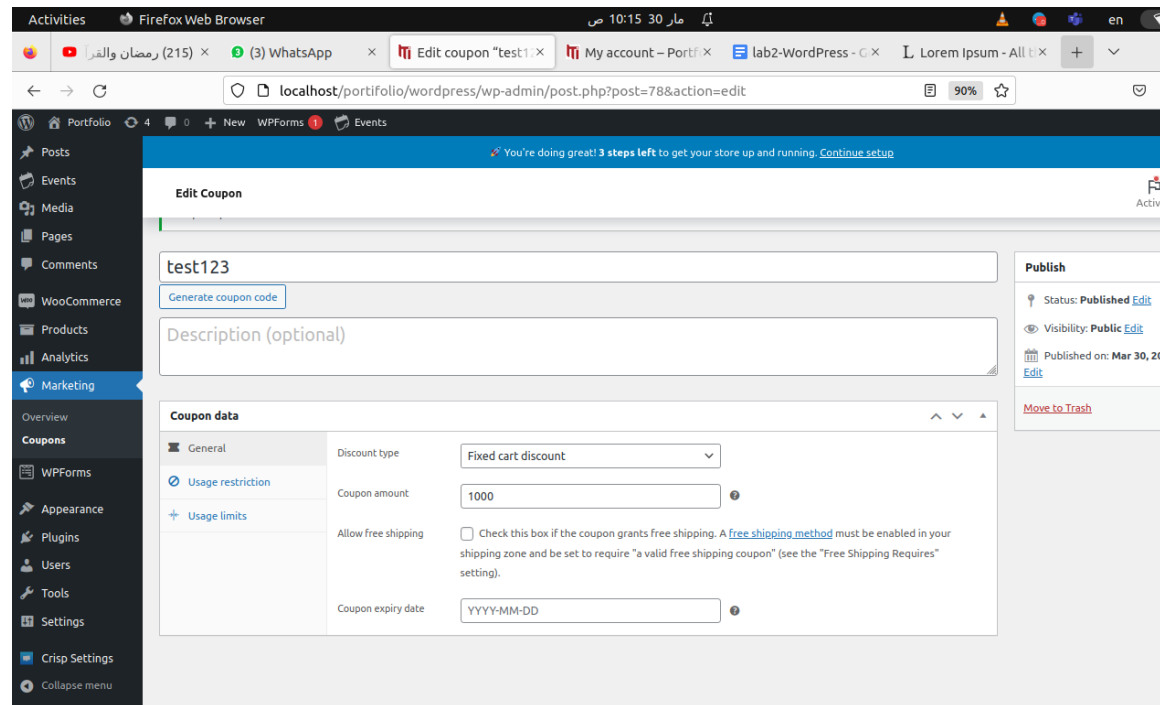 Activities Firefox Web Browser 10:15 30 مار ص en
(215) رمضان والقرآ × (3) WhatsApp × Edit coupon “test12 × My account – Portf × lab2-WordPress - G × Lorem Ipsum - All t × +
localhost/portifolio/wordpress/wp-admin/post.php?post=78&action=edit 90%
Portfolio 4 0 + New WPForms 1 Events
Posts
Events
Media
Pages
Comments
WooCommerce
Products
Analytics
Marketing
Overview
Coupons
WPForms
Appearance
Plugins
Users
Tools
Settings
Crisp Settings
Collapse menu
🚀 You're doing great! 3 steps left to get your store up and running. Continue setup
Edit Coupon
Activ
test123
Generate coupon code
Description (optional)
Coupon data
General
Usage restriction
Usage limits
Discount type
Fixed cart discount
Coupon amount
1000
Allow free shipping
Check this box if the coupon grants free shipping. A free shipping method must be enabled in your
shipping zone and be set to require "a valid free shipping coupon" (see the "Free Shipping Requires"
setting).
Coupon expiry date
YYYY-MM-DD
Publish
Status: Published Edit
Visibility: Public Edit
Published on: Mar 30, 20
Edit
Move to Trash